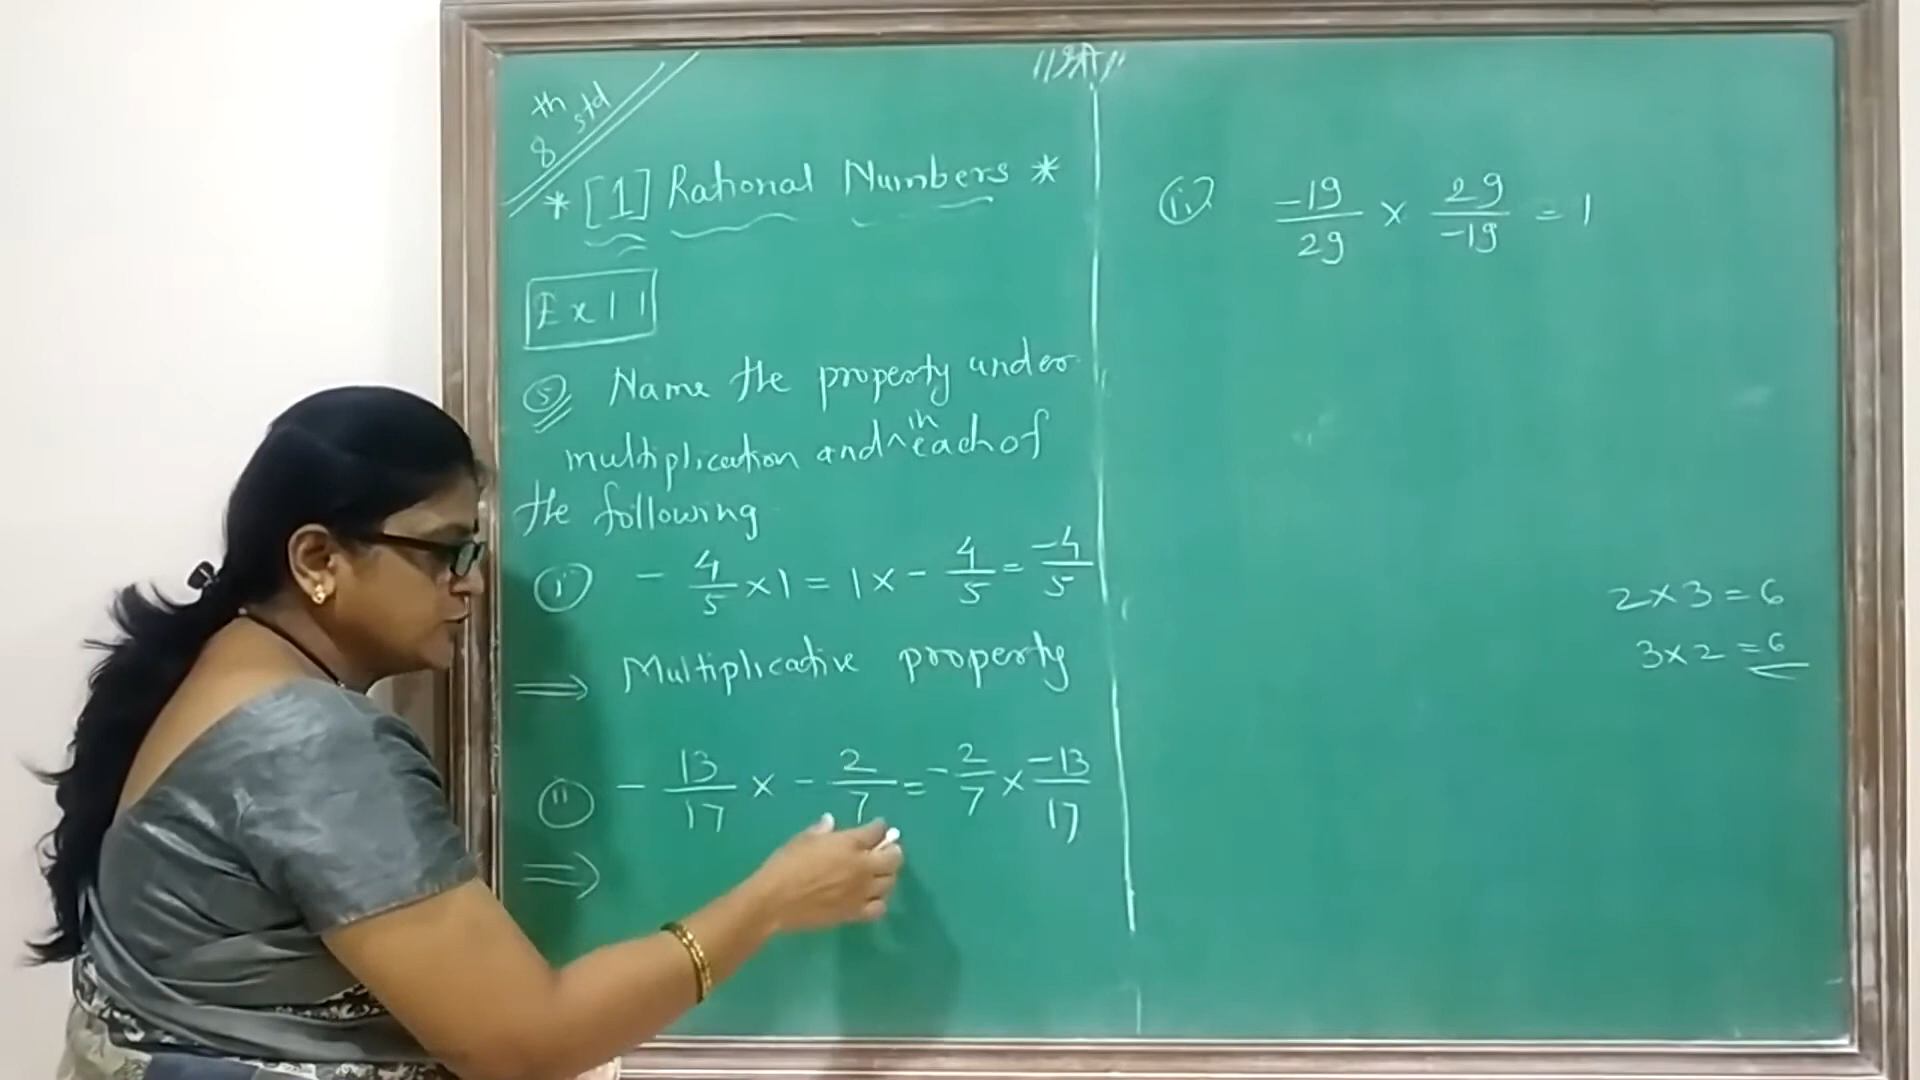 8th std
* [1] Rational Numbers *
Ex 1 1
(5) Name the property under
multiplication and ^in each of
the following
(i) - 4/5 × 1 = 1 × - 4/5 = -4/5
⇒ Multiplicative property
(ii) - 13/17 × - 2/7 = - 2/7 × -13/17
⇒
-19/29 × 29/-19 = 1
2×3=6
3×2=6